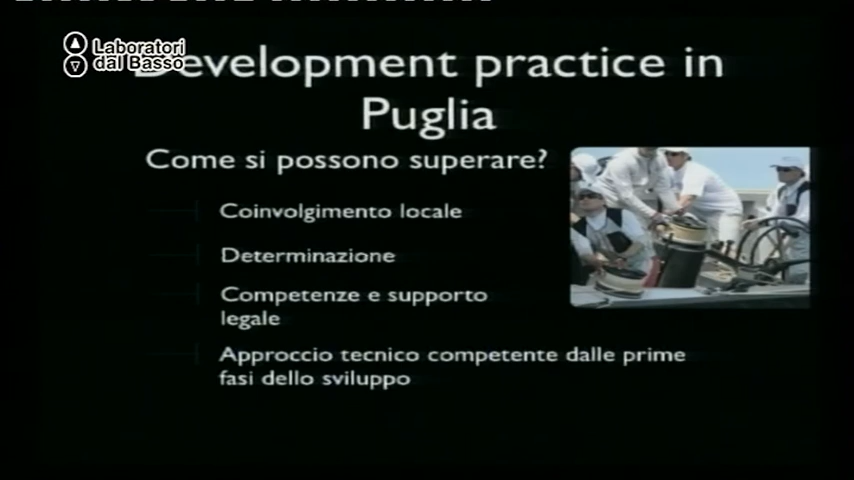 Laboratori
dal Basso
Development practice in
Puglia
Come si possono superare?
Coinvolgimento locale
Determinazione
Competenze e supporto
legale
Approccio tecnico competente dalle prime
fasi dello sviluppo